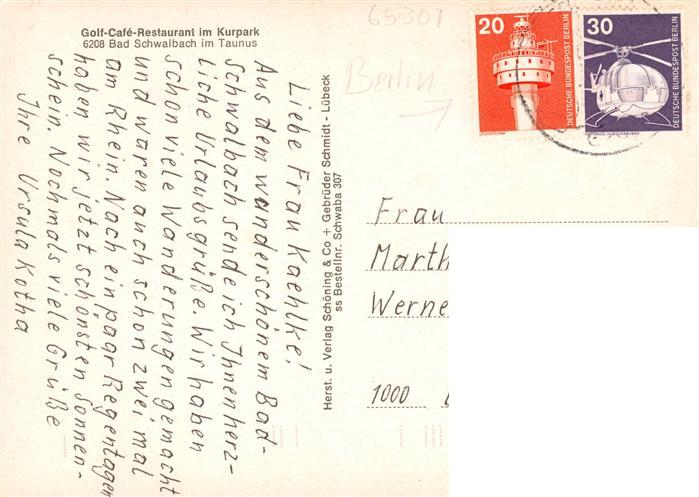 Golf-Café-Restaurant im Kurpark
6208 Bad Schwalbach im Taunus
Liebe Frau Kaehlke!
Aus dem wunderschönem Bad-
Schwalbach sende ich Ihnen herz-
liche Urlaubsgrüße. Wir haben
schon viele Wanderungen gemacht
und waren auch schon zwei mal
am Rhein. Nach ein paar Regentagen
haben wir jetzt schönsten Sonnen-
schein. Nochmals viele Grüße
Ihre Ursula Kotha
Herst. u. Verlag Schöning & Co + Gebrüder Schmidt - Lübeck
ss Bestellnr. Schwaba 307
65-307
Berlin
20
DEUTSCHE BUNDESPOST BERLIN
LEUCHTTURM
30
DEUTSCHE BUNDESPOST BERLIN
Frau
Marth
Werne
1000